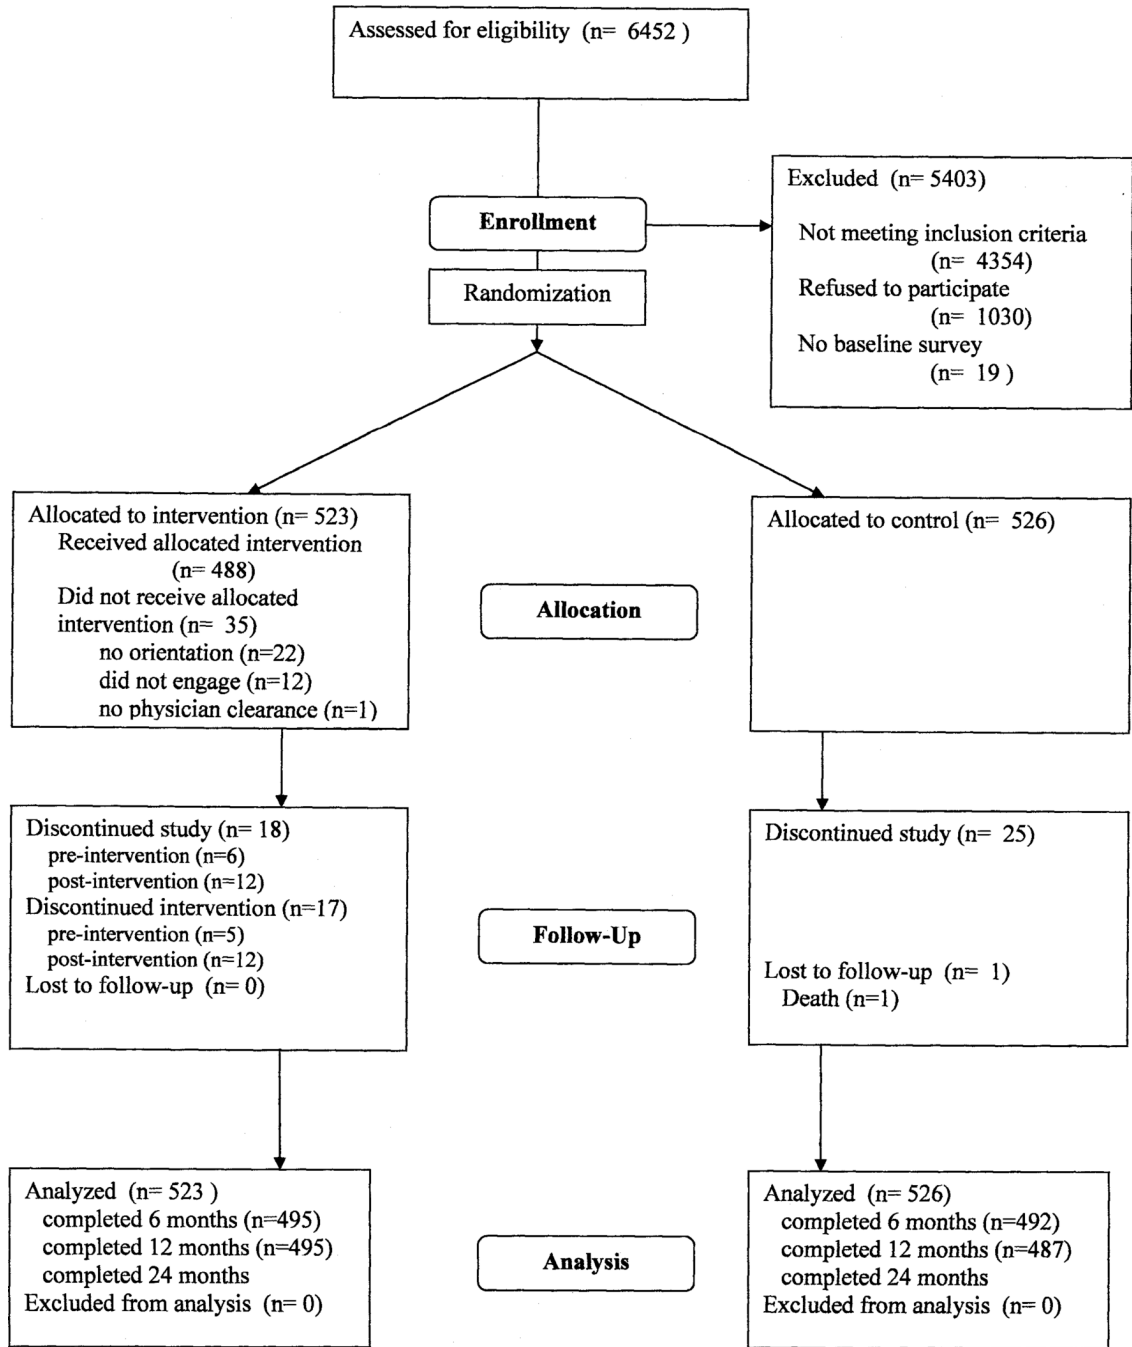 Assessed for eligibility (n= 6452 )
Excluded (n= 5403)
Not meeting inclusion criteria
(n= 4354)
Refused to participate
(n= 1030)
No baseline survey
(n= 19 )
Enrollment
Randomization
Allocated to intervention (n= 523)
Received allocated intervention
(n= 488)
Did not receive allocated
intervention (n= 35)
no orientation (n=22)
did not engage (n=12)
no physician clearance (n=1)
Allocated to control (n= 526)
Allocation
Discontinued study (n= 18)
pre-intervention (n=6)
post-intervention (n=12)
Discontinued intervention (n=17)
pre-intervention (n=5)
post-intervention (n=12)
Lost to follow-up (n= 0)
Discontinued study (n= 25)
Lost to follow-up (n= 1)
Death (n=1)
Follow-Up
Analyzed (n= 523 )
completed 6 months (n=495)
completed 12 months (n=495)
completed 24 months
Excluded from analysis (n= 0)
Analysis
Analyzed (n= 526)
completed 6 months (n=492)
completed 12 months (n=487)
completed 24 months
Excluded from analysis (n= 0)